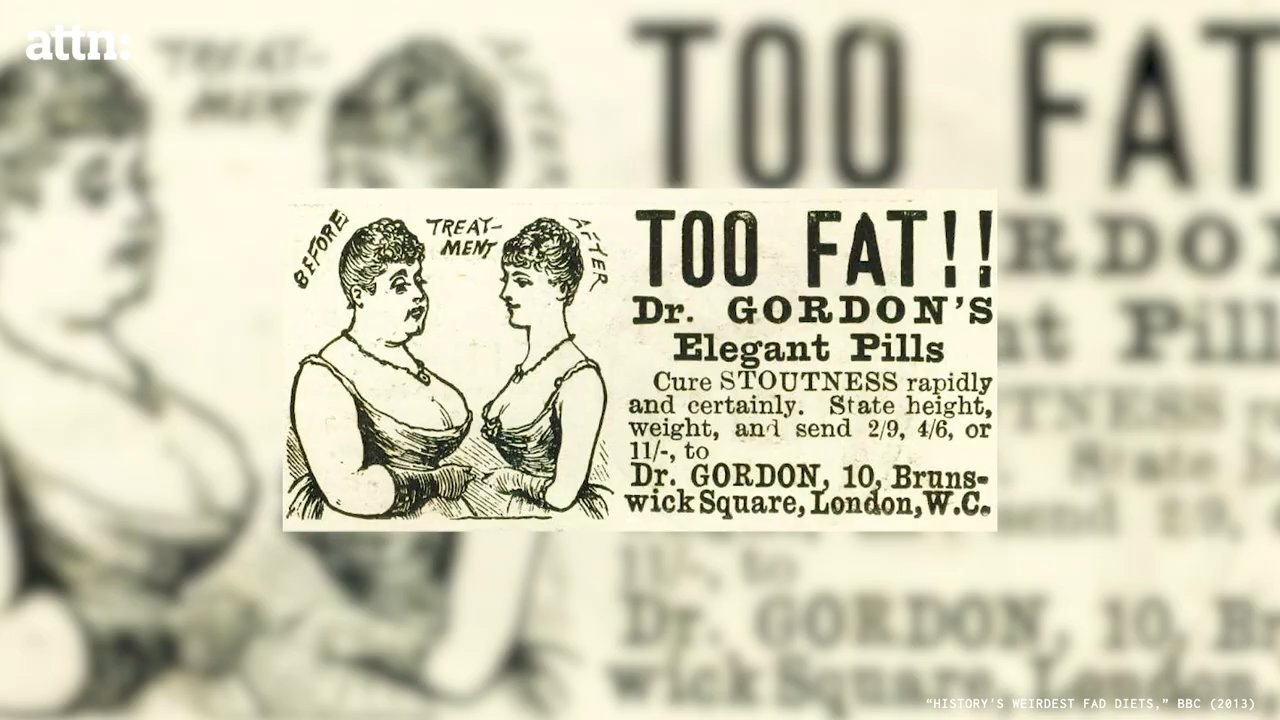 attn:
BEFORE
TREAT-
MENT
AFTER
TOO FAT!!
Dr. GORDON'S
Elegant Pills
Cure STOUTNESS rapidly
and certainly. State height,
weight, and send 2/9, 4/6, or
11/-, to
Dr. GORDON, 10, Bruns-
wick Square, London, W.C.
"HISTORY'S WEIRDEST FAD DIETS," BBC (2013)